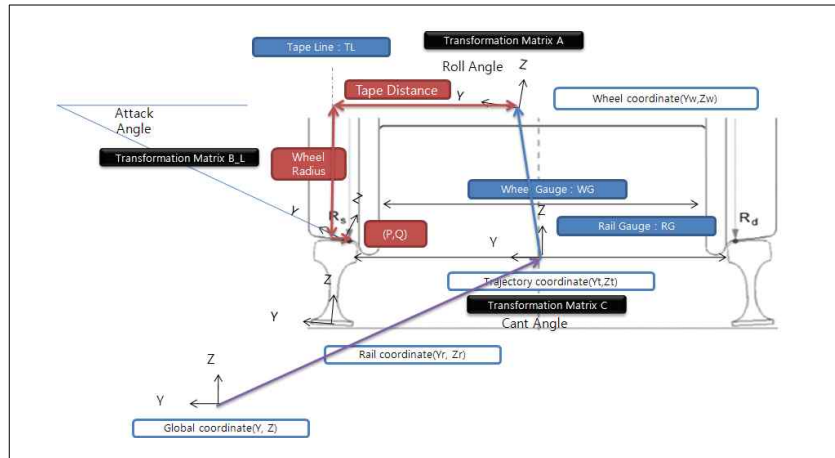 Transformation Matrix A
Tape Line : TL
Roll Angle
Z
Tape Distance
Y
Wheel coordinate(Yw,Zw)
Attack
Angle
Transformation Matrix B_L
Wheel
Radius
Wheel Gauge : WG
Z
Y
Rs
(P,Q)
Z
Rail Gauge : RG
Rd
Y
Z
Trajectory coordinate(Yt,Zt)
Transformation Matrix C
Y
Cant Angle
Rail coordinate(Yr, Zr)
Z
Y
Global coordinate(Y, Z)